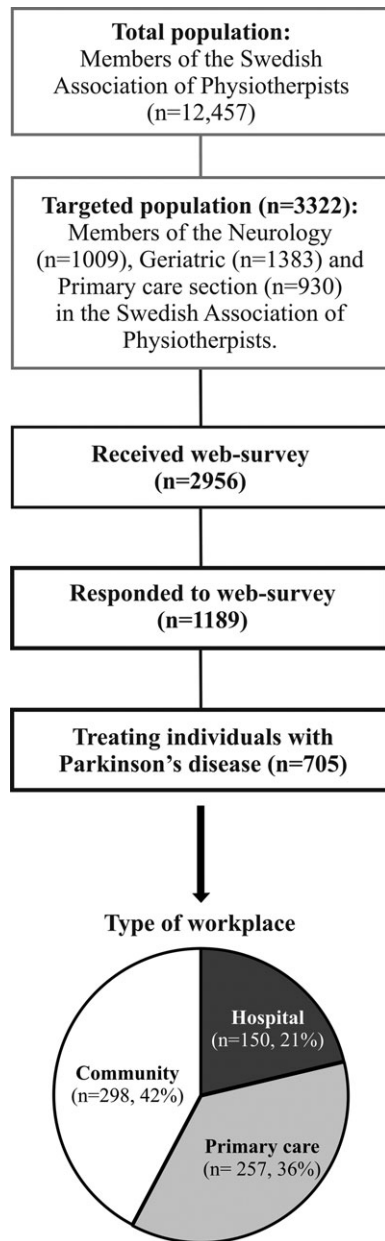 Total population:
Members of the Swedish
Association of Physiotherpists
(n=12,457)
Targeted population (n=3322):
Members of the Neurology
(n=1009), Geriatric (n=1383) and
Primary care section (n=930)
in the Swedish Association of
Physiotherpists.
Received web-survey
(n=2956)
Responded to web-survey
(n=1189)
Treating individuals with
Parkinson’s disease (n=705)
Type of workplace
Hospital
(n=150, 21%)
Community
(n=298, 42%)
Primary care
(n= 257, 36%)